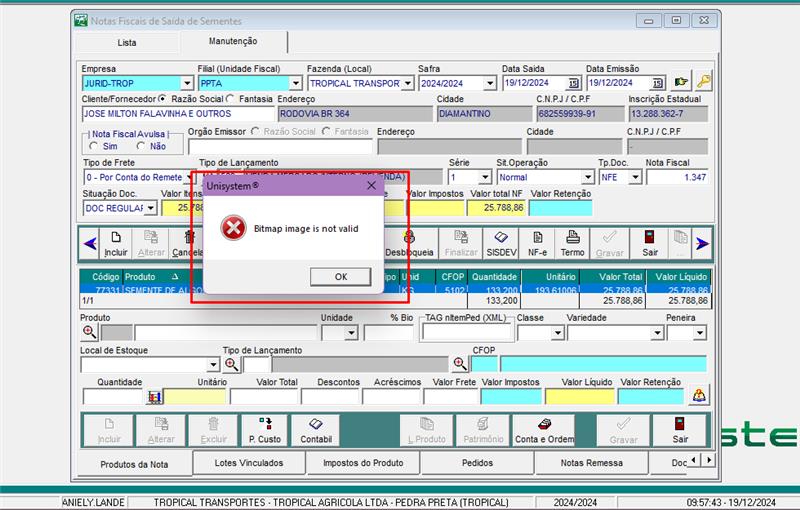 Notas Fiscais de Saída de Sementes
Lista
Manutenção
Empresa
Filial (Unidade Fiscal)
Fazenda (Local)
Safra
Data Saida
Data Emissão
JURID-TROP
PPTA
TROPICAL TRANSPOR
2024/2024
19/12/2024
19/12/2024
Cliente/Fornecedor
Razão Social
Fantasia
Endereço
Cidade
C.N.P.J / C.P.F
Inscrição Estadual
JOSE MILTON FALAVINHA E OUTROS
RODOVIA BR 364
DIAMANTINO
682559939-91
13.288.362-7
Nota Fiscal Avulsa
Orgão Emissor
Razão Social
Fantasia
Endereço
Cidade
C.N.P.J / C.P.F
Sim
Não
-
Tipo de Frete
Tipo de Lançamento
Série
Sit.Operação
Tp.Doc.
Nota Fiscal
0 - Por Conta do Remete
1
Normal
NFE
1.347
Situação Doc.
Valor Itens
Valor Impostos
Valor total NF
Valor Retenção
DOC REGULAF
25.788,86
Unisystem®
Bitmap image is not valid
OK
Incluir
Alterar
Cancela
Desbloqueia
Finalizar
SISDEV
NF-e
Termo
Gravar
Sair
...
Código
Produto
Unid
CFOP
Quantidade
Unitário
Valor Total
Valor Líquido
77331
SEMENTE DE ALGO
KG
5102
133,200
193,61006
25.788,86
25.788,86
1/1
133,200
25.788,86
25.788,86
Produto
Unidade
% Bio
TAG nItemPed (XML)
Classe
Variedade
Peneira
Local de Estoque
Tipo de Lançamento
CFOP
Quantidade
Unitário
Valor Total
Descontos
Acréscimos
Valor Frete
Valor Impostos
Valor Líquido
Valor Retenção
Incluir
Alterar
Excluir
P. Custo
Contabil
L.Produto
Patrimônio
Conta e Ordem
Gravar
Sair
Produtos da Nota
Lotes Vinculados
Impostos do Produto
Pedidos
Notas Remessa
Doc
ste
ANIELY.LANDE
TROPICAL TRANSPORTES - TROPICAL AGRICOLA LTDA - PEDRA PRETA (TROPICAL)
2024/2024
09:57:43 - 19/12/2024